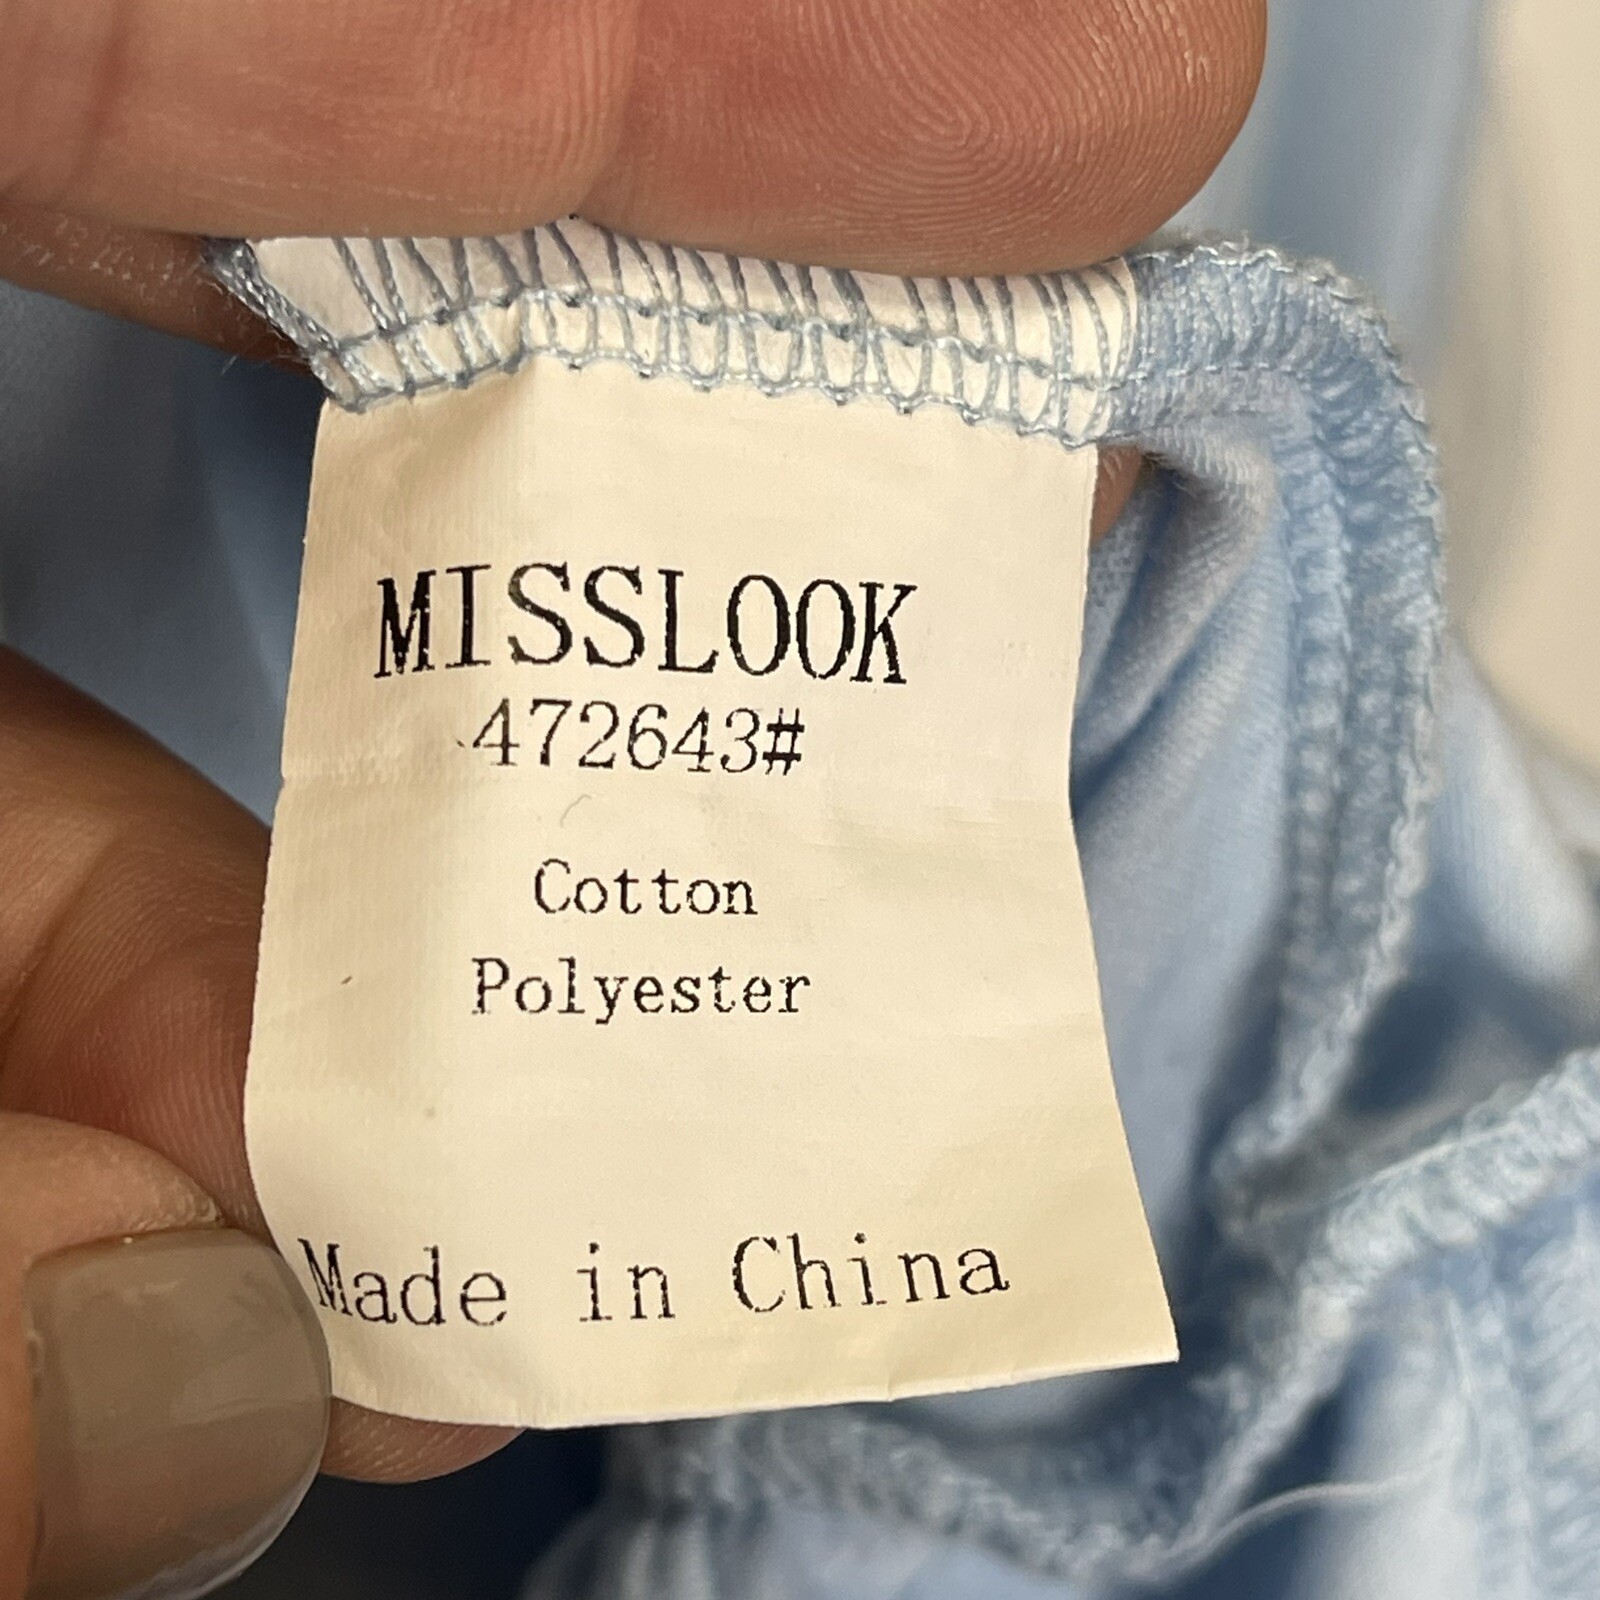 MISSLOOK
472643#
Cotton
Polyester
Made in China